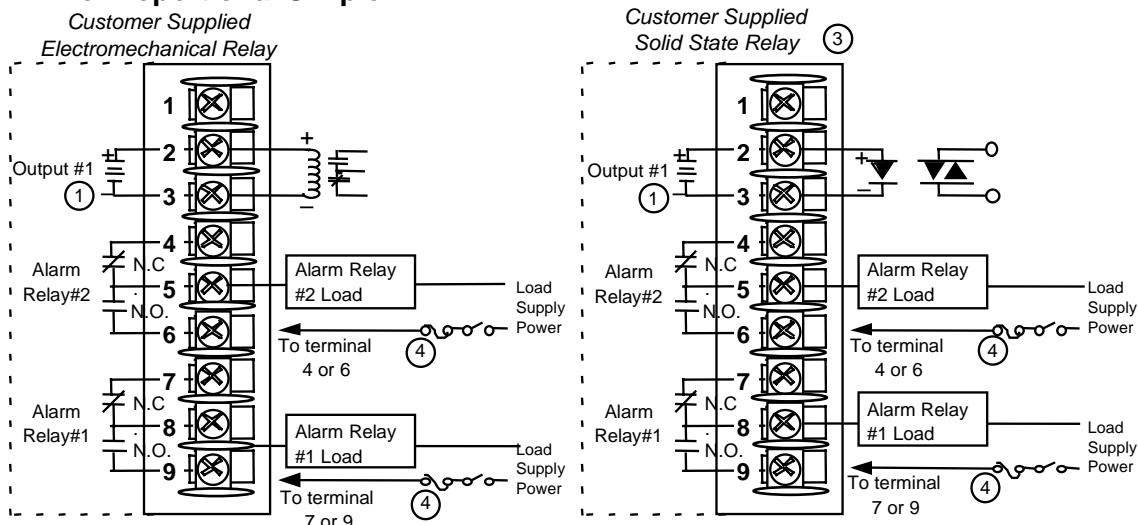 Customer Supplied
Electromechanical Relay
1
2
3
4
5
6
7
8
9
+
Output #1
1
+
−
Alarm
Relay#2
N.C
N.O.
Alarm Relay
#2 Load
Load
Supply
Power
To terminal
4 or 6
4
Alarm
Relay#1
N.C
N.O.
Alarm Relay
#1 Load
Load
Supply
Power
To terminal
7 or 9
4
Customer Supplied
Solid State Relay
3
1
2
3
4
5
6
7
8
9
+
Output #1
1
+
−
Alarm
Relay#2
N.C
N.O.
Alarm Relay
#2 Load
Load
Supply
Power
To terminal
4 or 6
4
Alarm
Relay#1
N.C
N.O.
Alarm Relay
#1 Load
Load
Supply
Power
To terminal
7 or 9
4